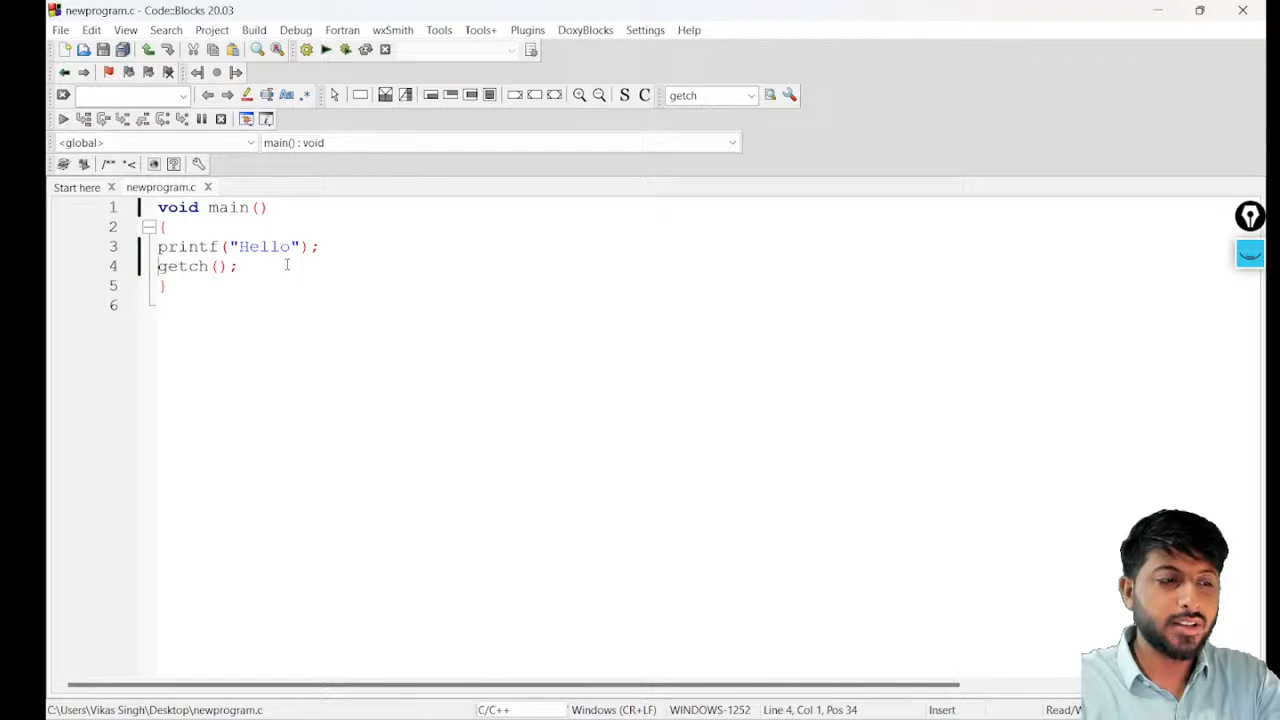 newprogram.c - Code::Blocks 20.03
File Edit View Search Project Build Debug Fortran wxSmith Tools Tools+ Plugins DoxyBlocks Settings Help
S C getch
/** *<
<global> main() : void
Start here newprogram.c
1 void main()
2 {
3 printf("Hello");
4 getch();
5 }
6
C:\Users\Vikas Singh\Desktop\newprogram.c C/C++ Windows (CR+LF) WINDOWS-1252 Line 4, Col 1, Pos 34 Insert Read/W